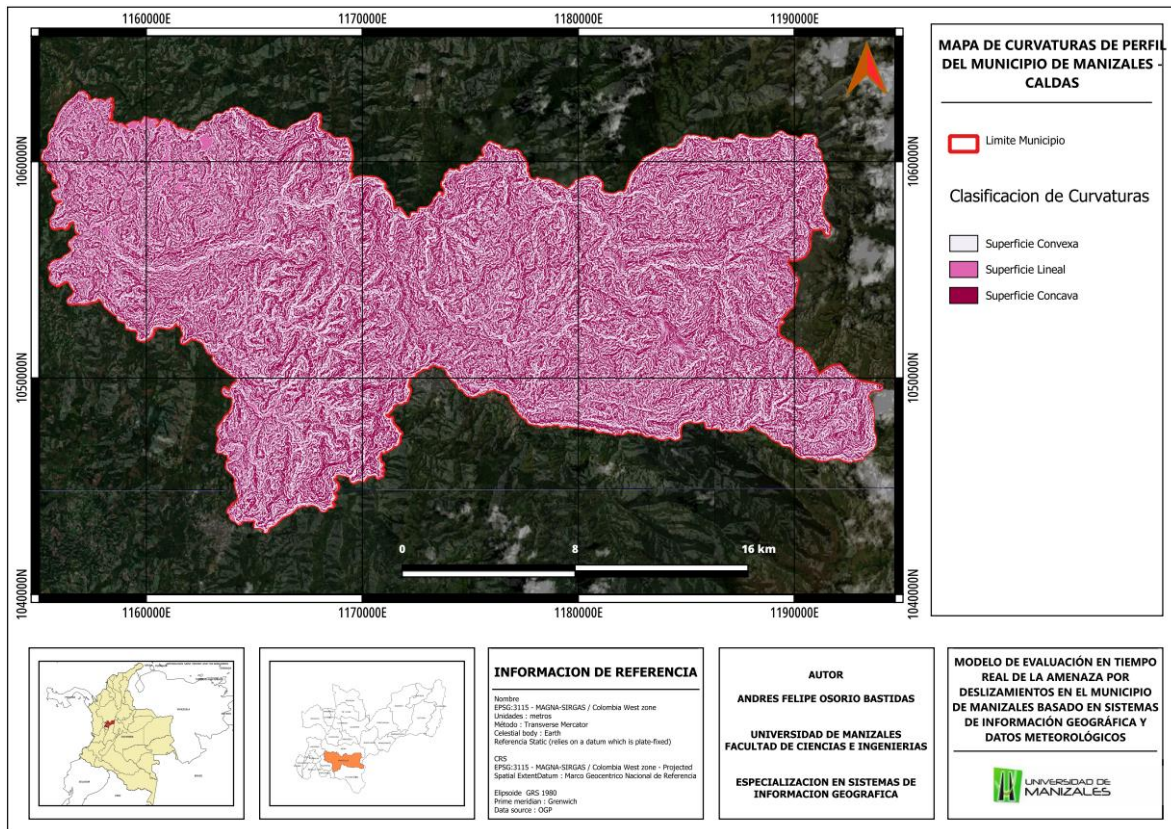 1160000E 1170000E 1180000E 1190000E
1060000N
1060000N
1050000N
1050000N
1040000N
1040000N
0 8 16 km
1160000E 1170000E 1180000E 1190000E
MAPA DE CURVATURAS DE PERFIL
DEL MUNICIPIO DE MANIZALES -
CALDAS
Limite Municipio
Clasificacion de Curvaturas
Superficie Convexa
Superficie Lineal
Superficie Concava
INFORMACION DE REFERENCIA
Nombre
EPSG:3115 - MAGNA-SIRGAS / Colombia West zone
Unidades : metros
Método : Transverse Mercator
Celestial body : Earth
Referencia Static (relies on a datum which is plate-fixed)
CRS
EPSG:3115 - MAGNA-SIRGAS / Colombia West zone - Projected
Spatial ExtentDatum : Marco Geocentrico Nacional de Referencia
Elipsoide GRS 1980
Prime meridian : Grenwich
Data source : OGP
AUTOR
ANDRES FELIPE OSORIO BASTIDAS
UNIVERSIDAD DE MANIZALES
FACULTAD DE CIENCIAS E INGENIERIAS
ESPECIALIZACION EN SISTEMAS DE
INFORMACION GEOGRÁFICA
MODELO DE EVALUACIÓN EN TIEMPO
REAL DE LA AMENAZA POR
DESLIZAMIENTOS EN EL MUNICIPIO
DE MANIZALES BASADO EN SISTEMAS
DE INFORMACIÓN GEOGRÁFICA Y
DATOS METEOROLÓGICOS
UNIVERSIDAD DE
MANIZALES